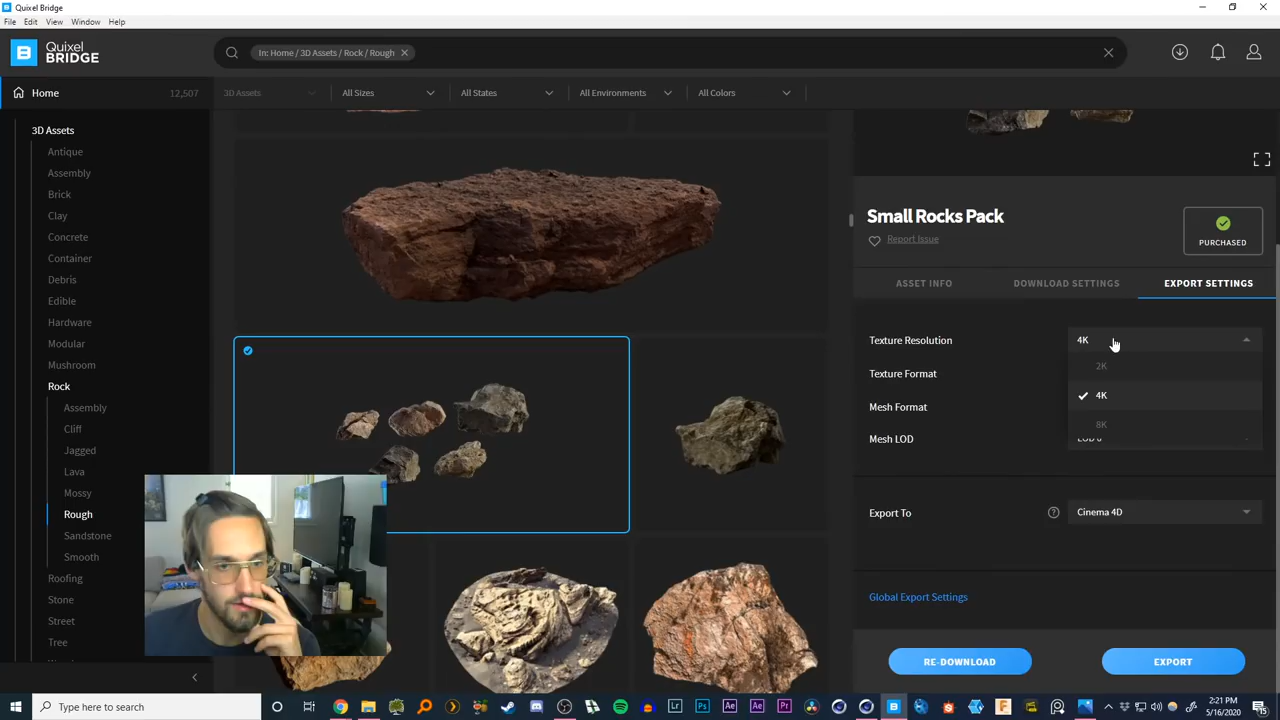 Quixel Bridge
File Edit View Window Help
B Quixel BRIDGE
In: Home / 3D Assets / Rock / Rough
Home 12,507
3D Assets
All Sizes
All States
All Environments
All Colors
3D Assets
Antique
Assembly
Brick
Clay
Concrete
Container
Debris
Edible
Hardware
Modular
Mushroom
Rock
Assembly
Cliff
Jagged
Lava
Mossy
Rough
Sandstone
Smooth
Roofing
Stone
Street
Tree
Small Rocks Pack
Report Issue
PURCHASED
ASSET INFO
DOWNLOAD SETTINGS
EXPORT SETTINGS
Texture Resolution 4K
2K
Texture Format
4K
Mesh Format
8K
Mesh LOD
Export To Cinema 4D
Global Export Settings
RE-DOWNLOAD
EXPORT
Type here to search
Lr Ps Ae Ae Pr
2:21 PM
5/16/2020